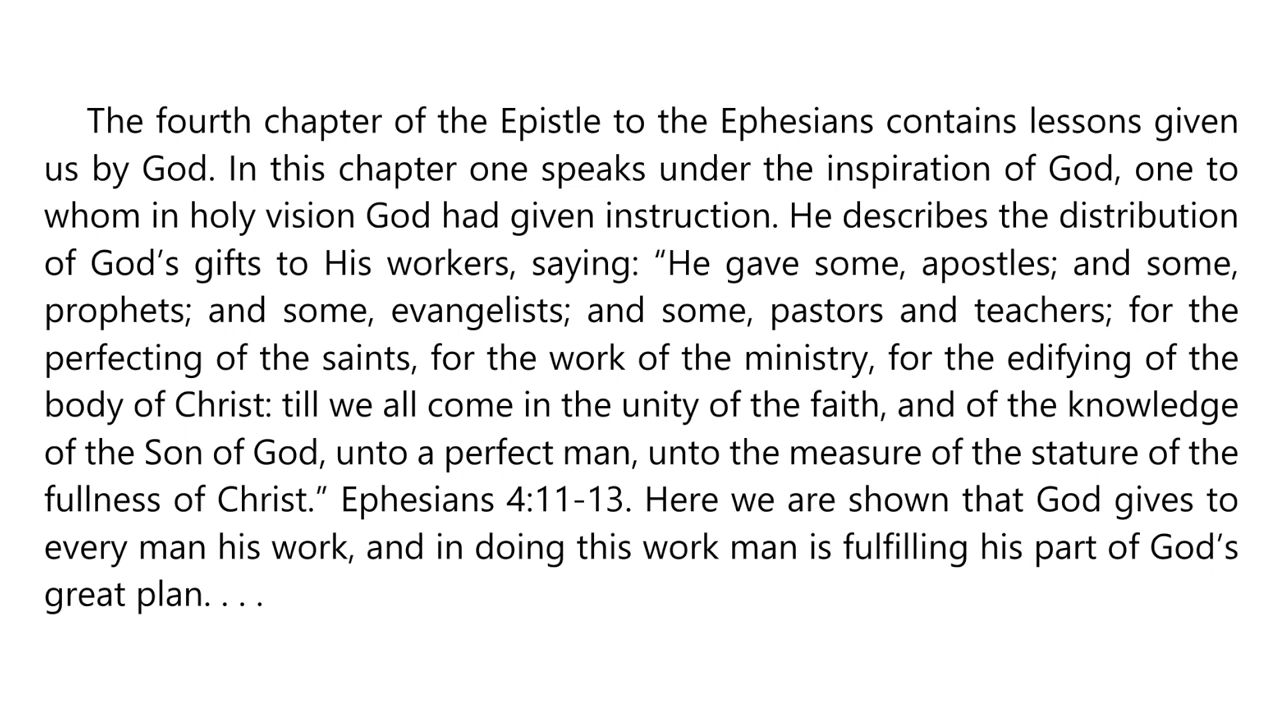 The fourth chapter of the Epistle to the Ephesians contains lessons given
us by God. In this chapter one speaks under the inspiration of God, one to
whom in holy vision God had given instruction. He describes the distribution
of God’s gifts to His workers, saying: “He gave some, apostles; and some,
prophets; and some, evangelists; and some, pastors and teachers; for the
perfecting of the saints, for the work of the ministry, for the edifying of the
body of Christ: till we all come in the unity of the faith, and of the knowledge
of the Son of God, unto a perfect man, unto the measure of the stature of the
fullness of Christ.” Ephesians 4:11-13. Here we are shown that God gives to
every man his work, and in doing this work man is fulfilling his part of God’s
great plan. . . .